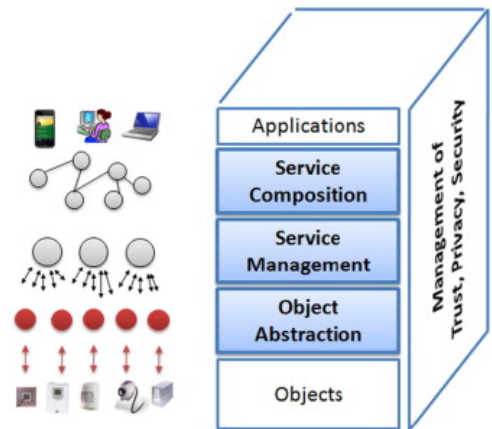 Applications
Service
Composition
Service
Management
Object
Abstraction
Objects
Management of
Trust, Privacy, Security